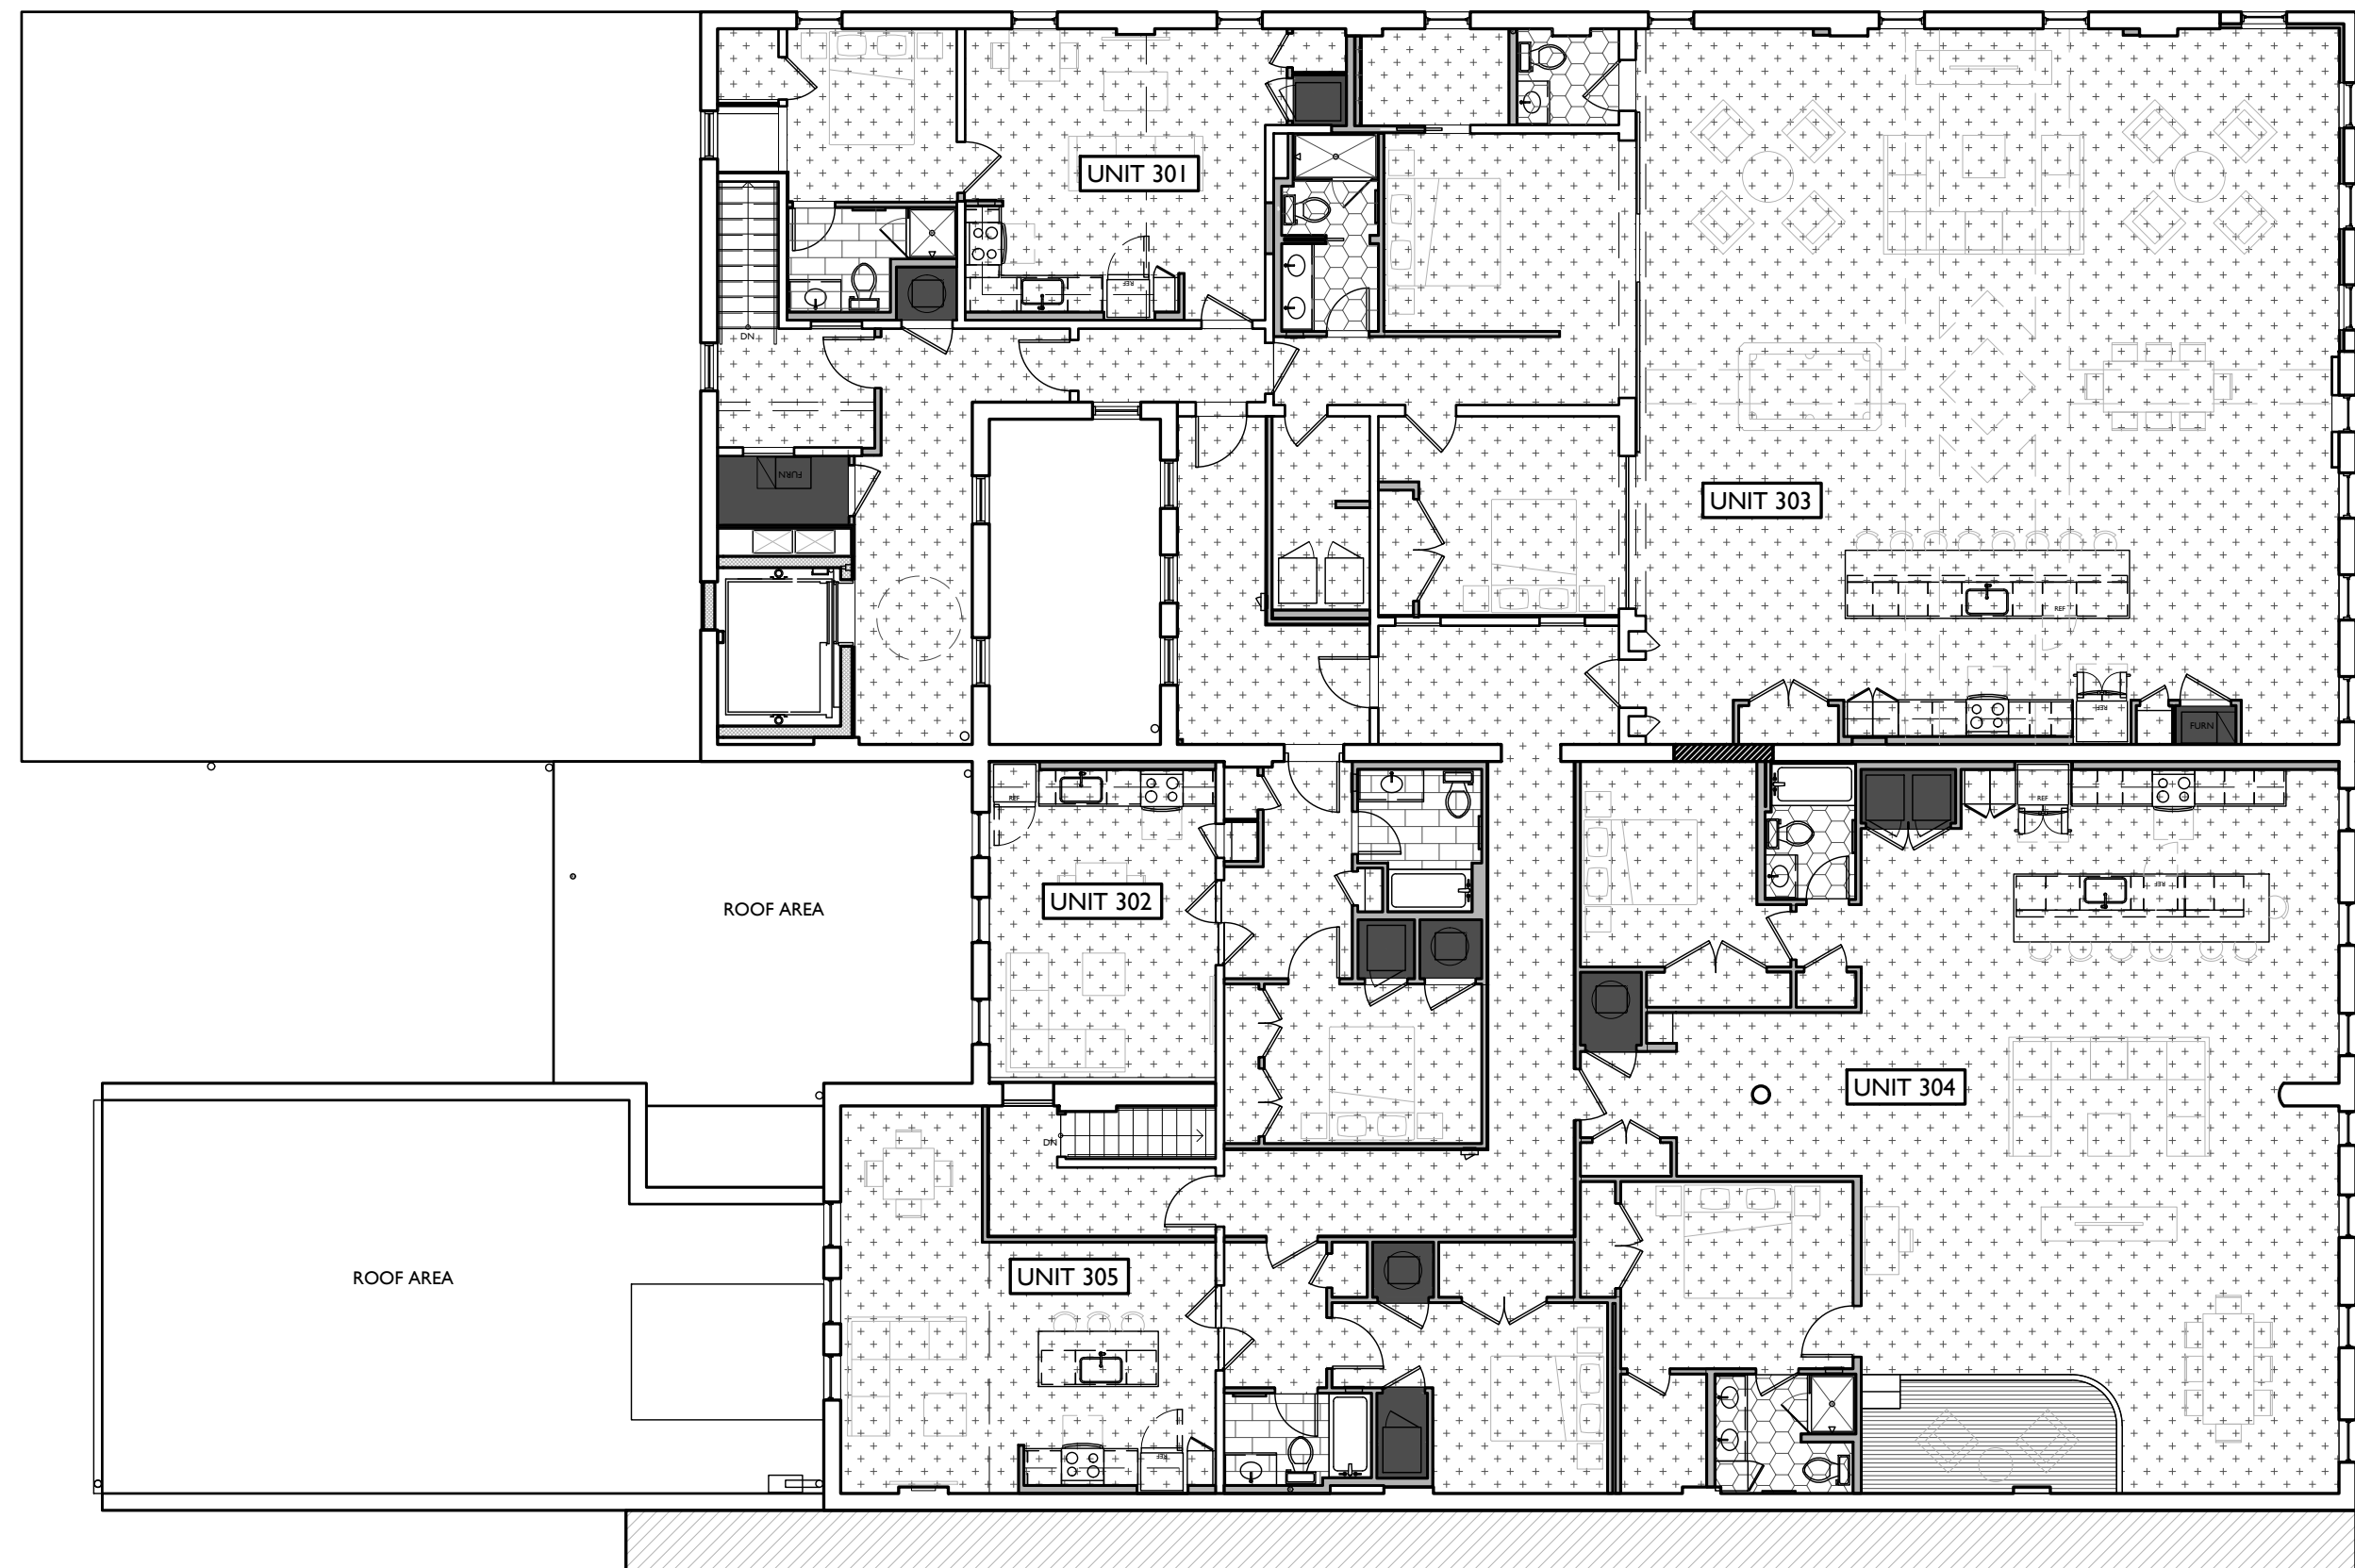 UNIT 301
REF
DN
FURN
UNIT 303
REF
REF
FURN
REF
UNIT 302
ROOF AREA
REF
REF
UNIT 304
DN
UNIT 305
ROOF AREA
REF